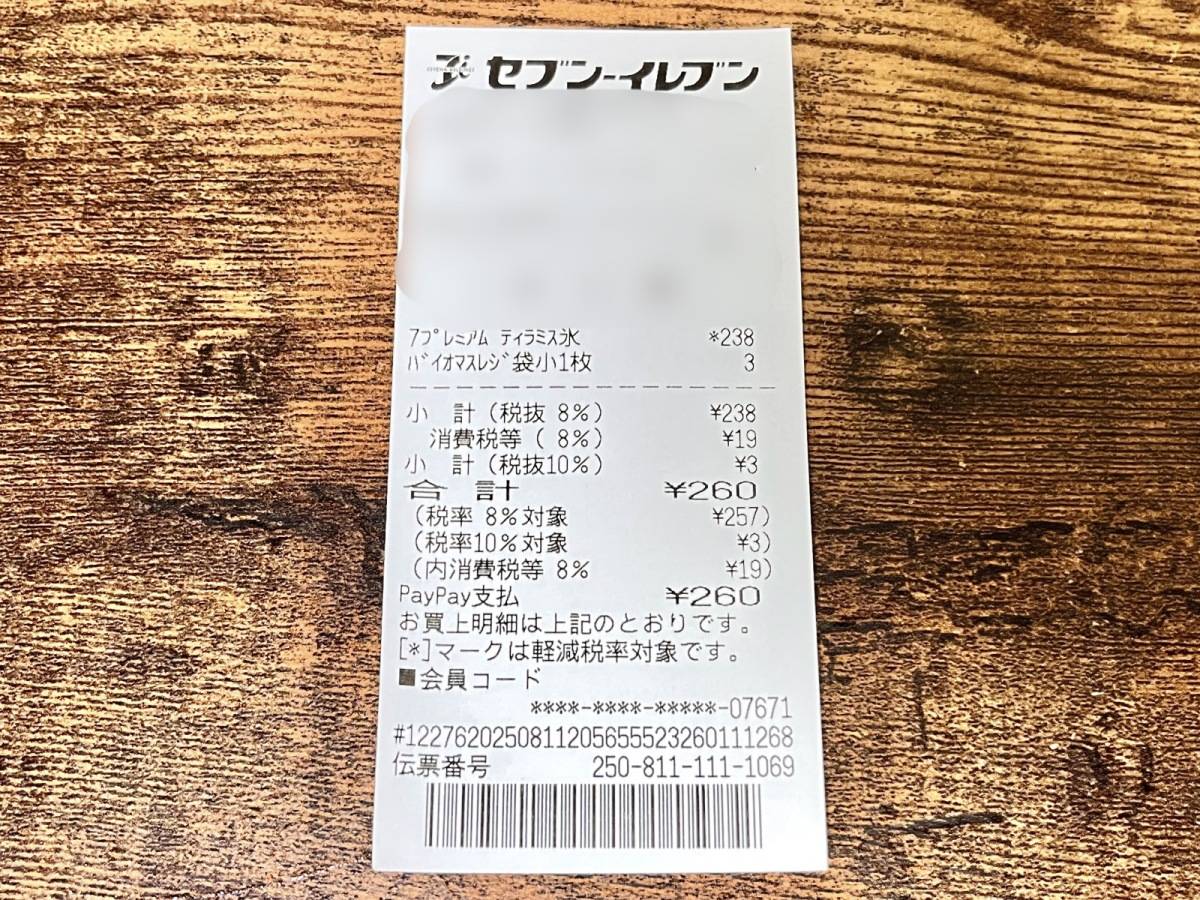 セブン-イレブン
7プレミアム ティラミス氷 *238
バイオマスレジ袋小1枚 3
小 計(税抜 8%) ¥238
消費税等( 8%) ¥19
小 計(税抜10%) ¥3
合 計 ¥260
(税率 8%対象 ¥257)
(税率10%対象 ¥3)
(内消費税等 8% ¥19)
PayPay支払 ¥260
お買上明細は上記のとおりです。
[*]マークは軽減税率対象です。
■会員コード
****-****-*****-07671
#122762025081120565552326011​1268
伝票番号 250-811-111-1069